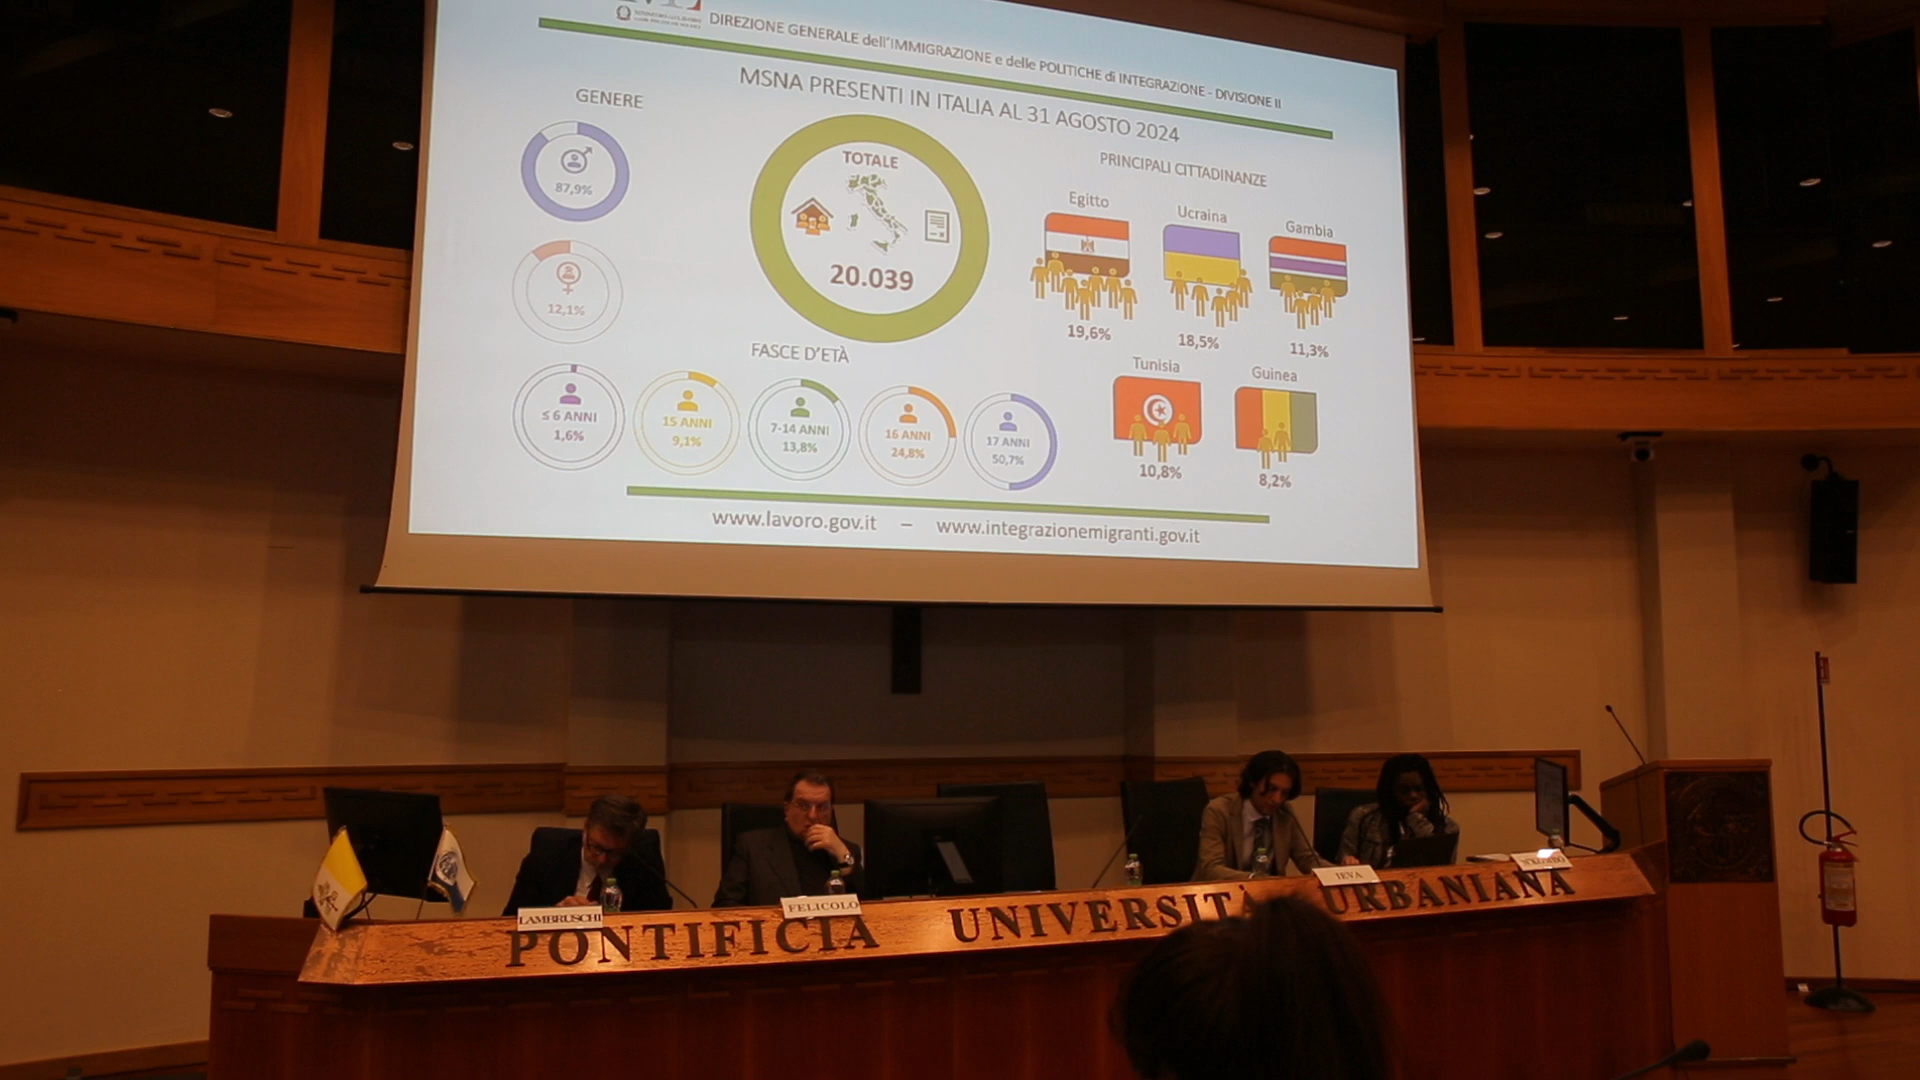 DIREZIONE GENERALE dell'IMMIGRAZIONE e delle POLITICHE di INTEGRAZIONE - DIVISIONE II
MSNA PRESENTI IN ITALIA AL 31 AGOSTO 2024
GENERE
87,9%
12,1%
TOTALE
20.039
PRINCIPALI CITTADINANZE
Egitto
19,6%
Ucraina
18,5%
Gambia
11,3%
Tunisia
10,8%
Guinea
8,2%
FASCE D'ETÀ
≤ 6 ANNI
1,6%
15 ANNI
9,1%
7-14 ANNI
13,8%
16 ANNI
24,8%
17 ANNI
50,7%
www.lavoro.gov.it – www.integrazionemigranti.gov.it
LAMBRUSCHI
FELICOLO
IEVA
PONTIFICIA UNIVERSITÀ URBANIANA